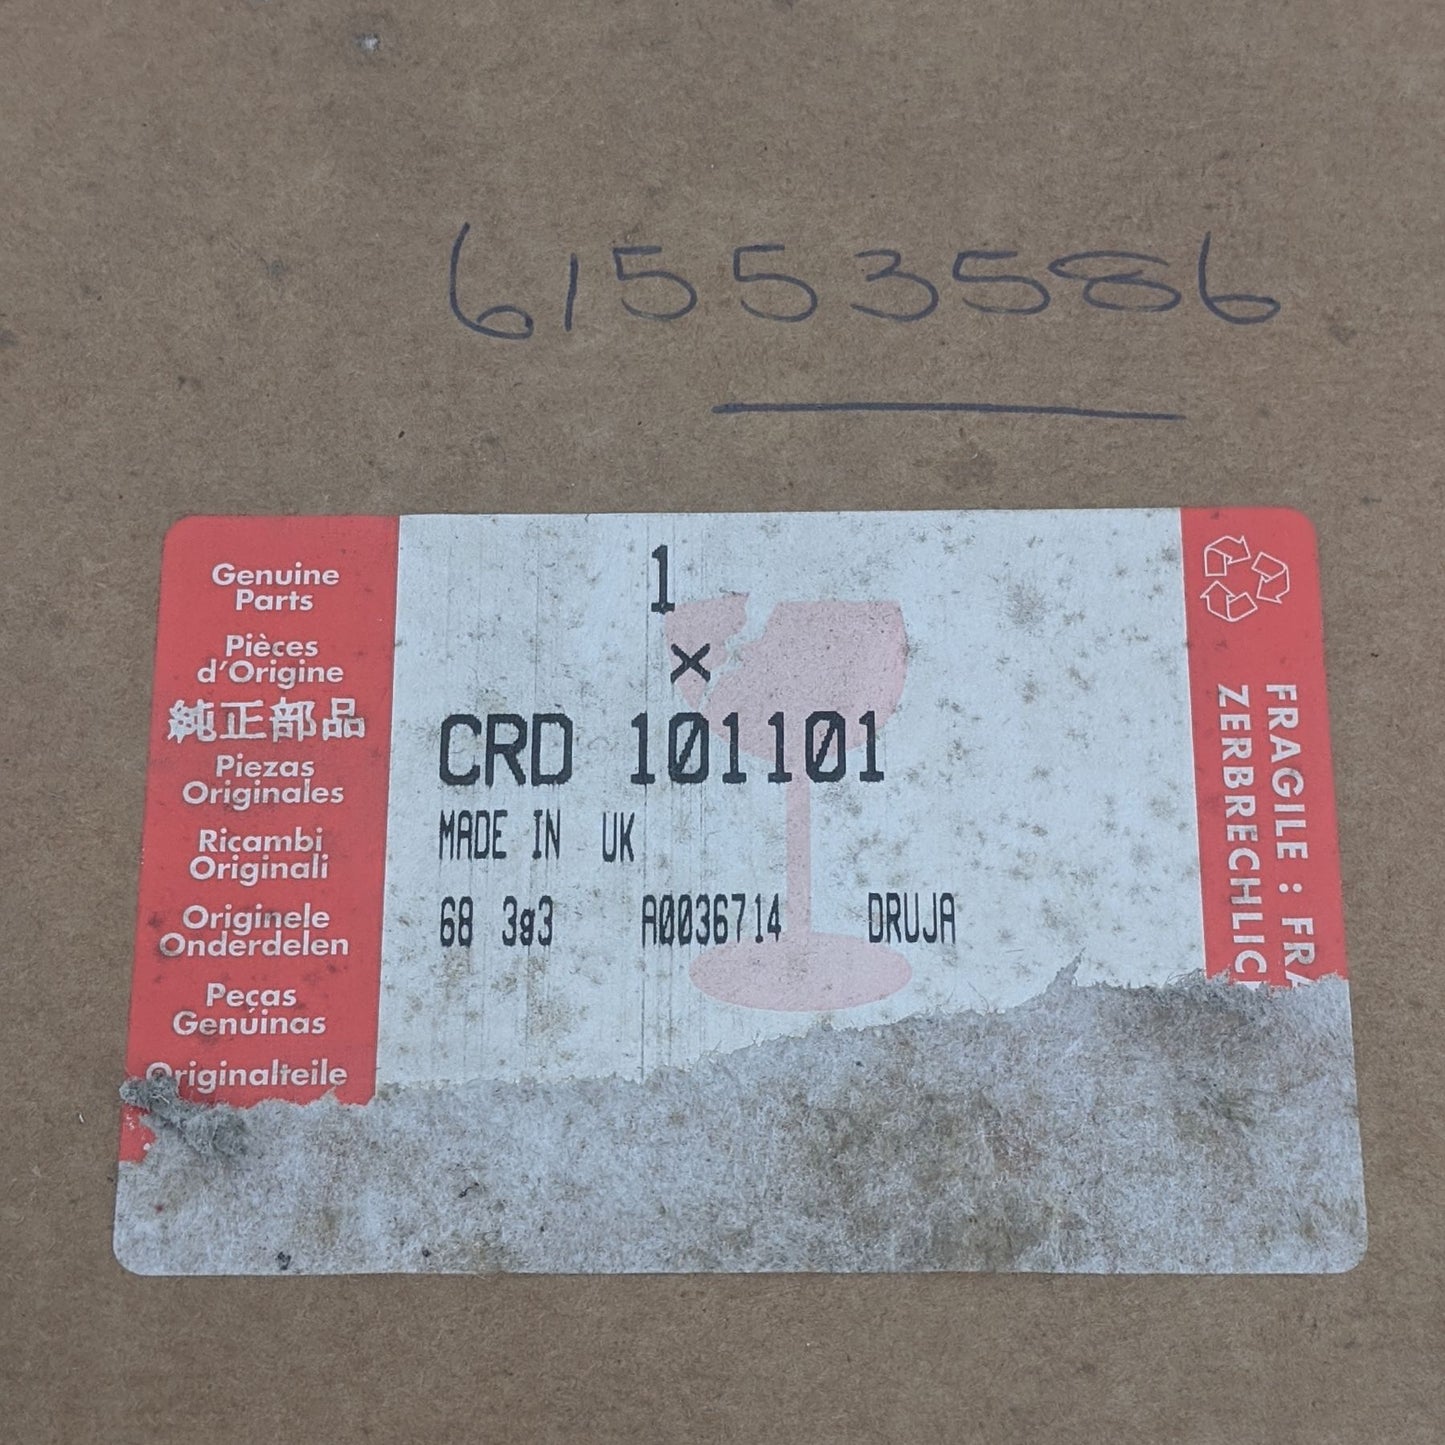 61553586
Genuine
Parts
Pièces
d'Origine
純正部品
Piezas
Originales
Ricambi
Originali
Originele
Onderdelen
Peças
Genúinas
Originalteile
1
×
CRD 101101
MADE IN UK
68 3g3 A0036714 DRUJA
FRAGILE : FRA
ZERBRECHLIC